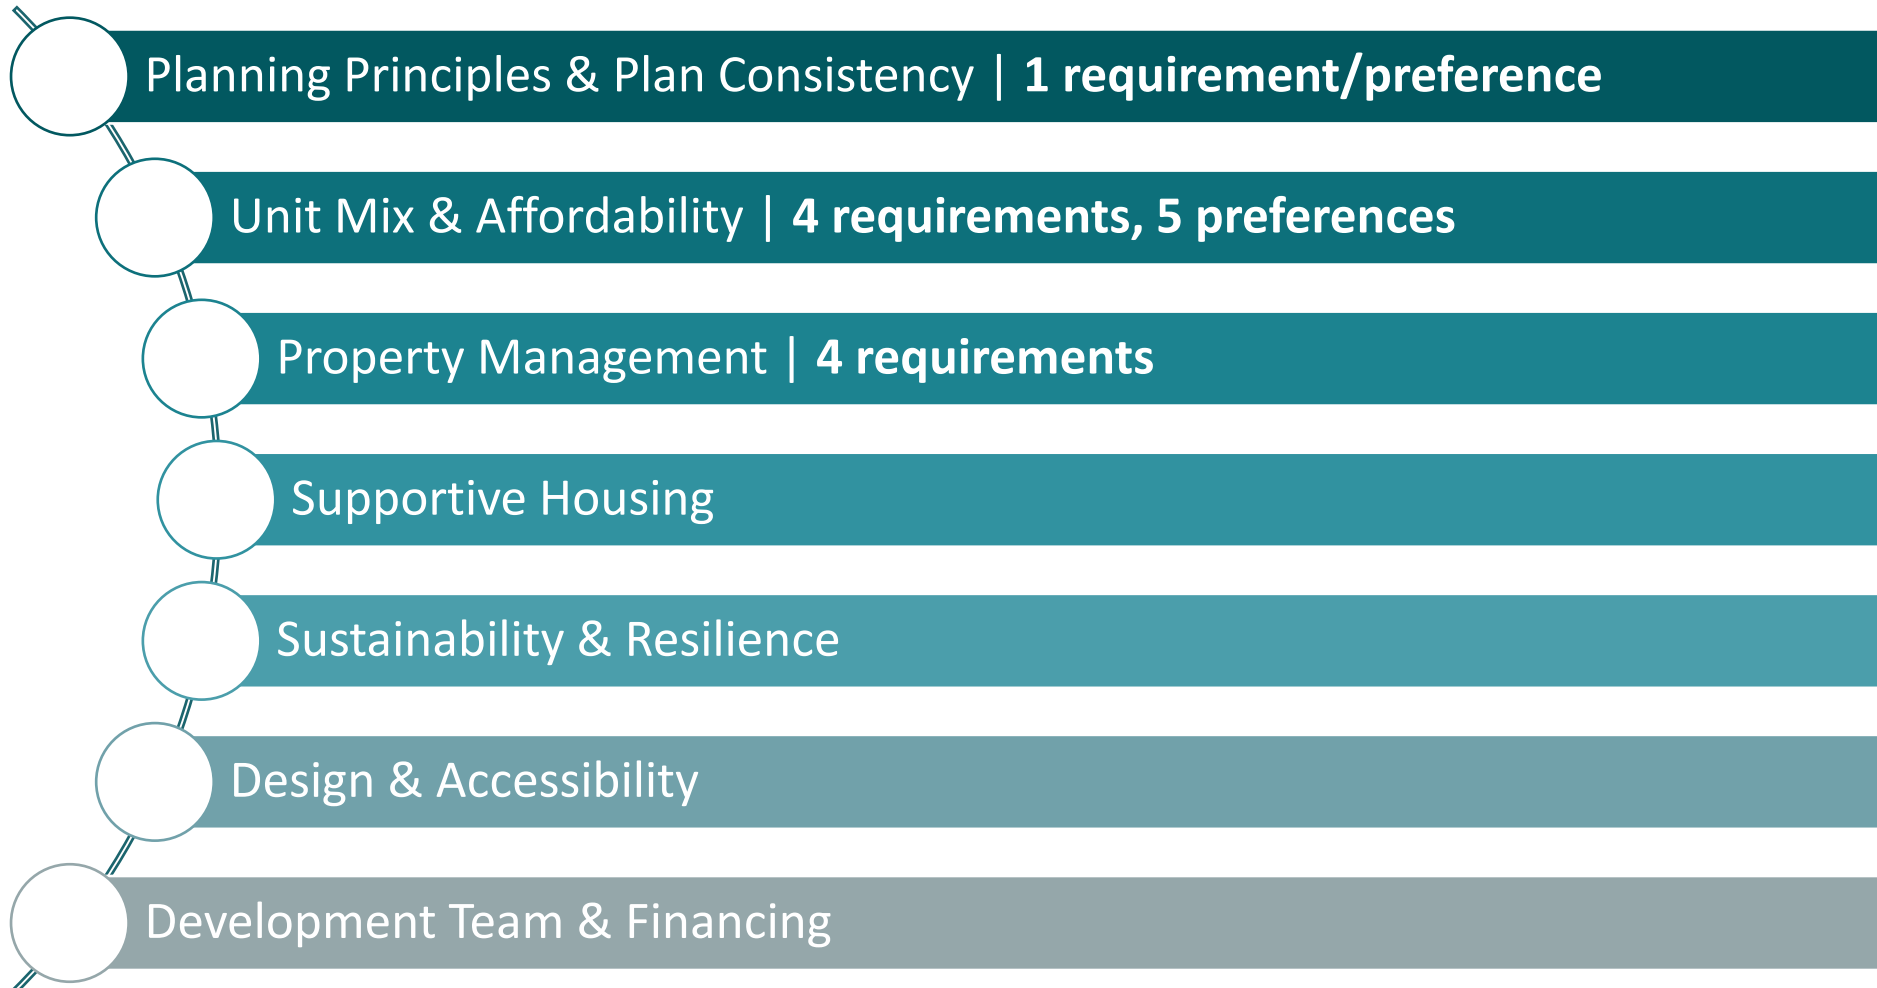 Planning Principles & Plan Consistency | 1 requirement/preference
Unit Mix & Affordability | 4 requirements, 5 preferences
Property Management | 4 requirements
Supportive Housing
Sustainability & Resilience
Design & Accessibility
Development Team & Financing